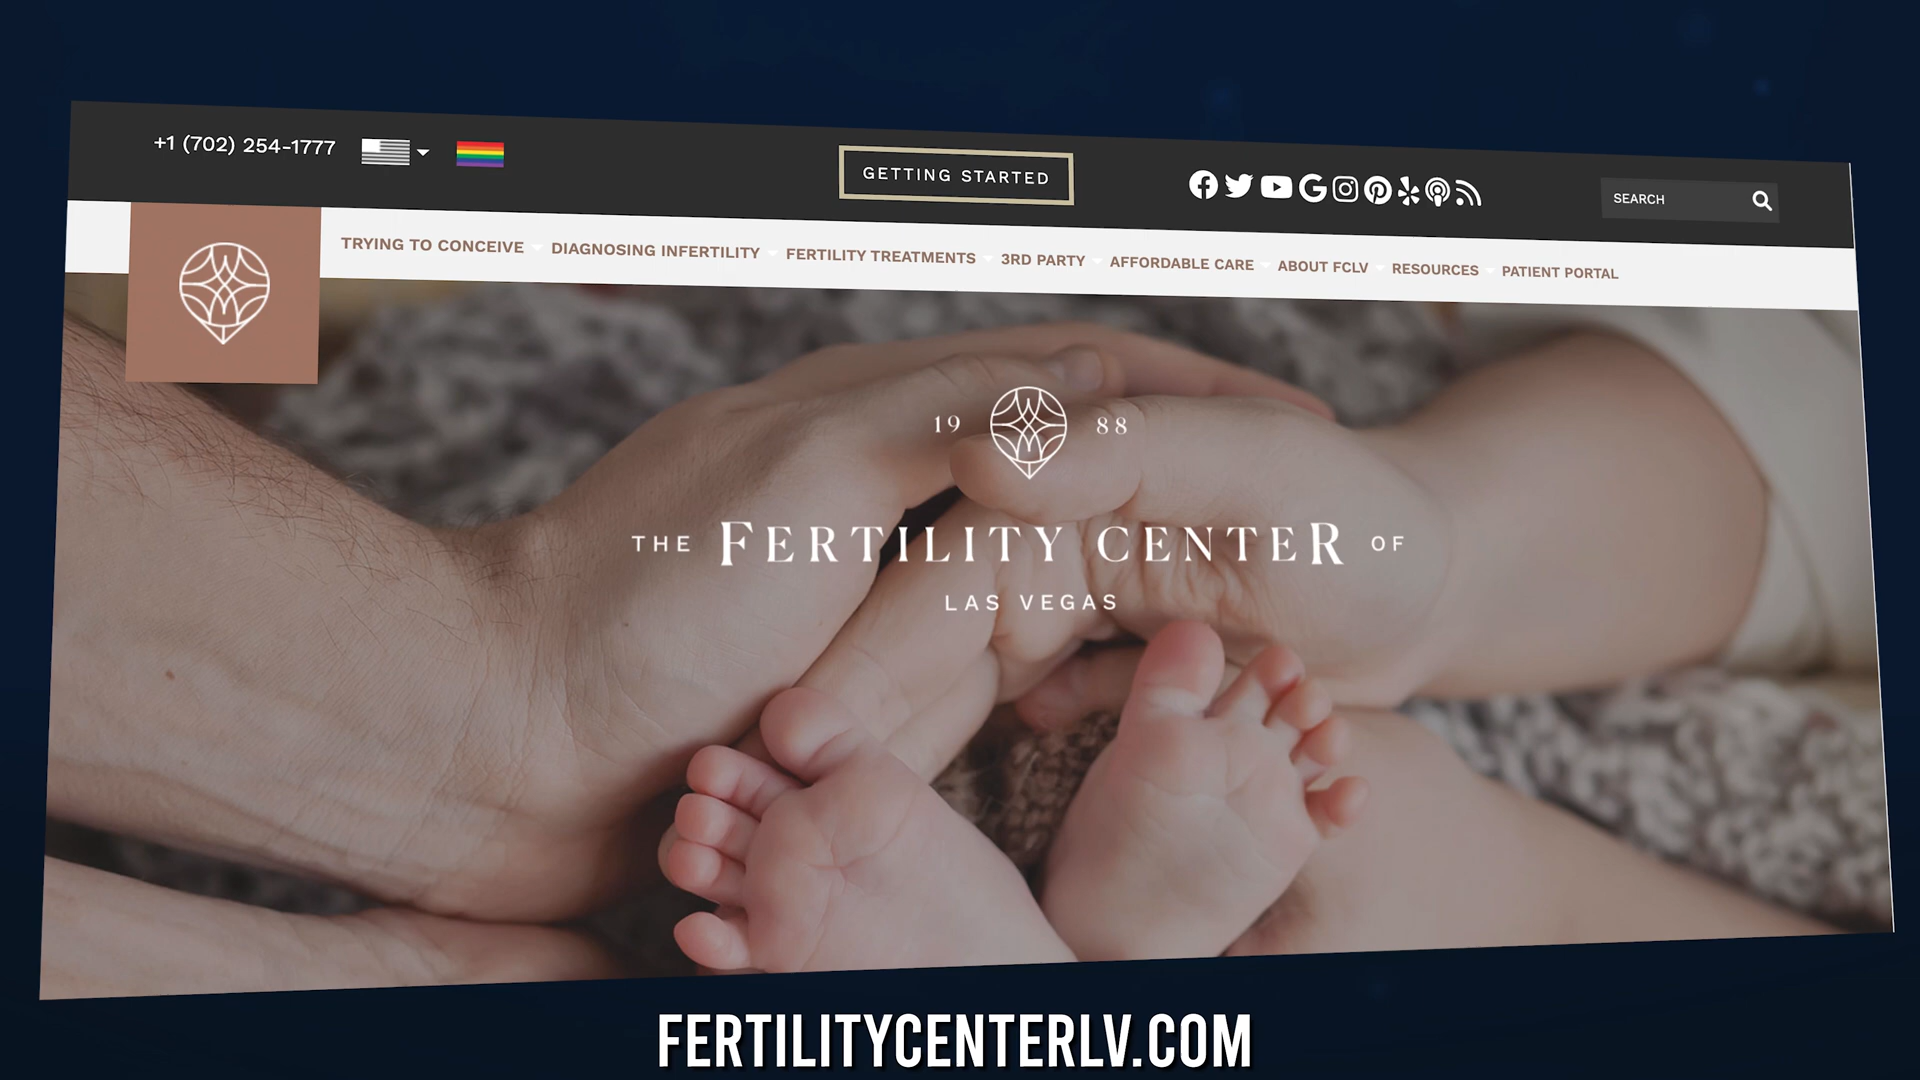 +1 (702) 254-1777
GETTING STARTED
SEARCH
TRYING TO CONCEIVE DIAGNOSING INFERTILITY FERTILITY TREATMENTS 3RD PARTY AFFORDABLE CARE ABOUT FCLV RESOURCES PATIENT PORTAL
19 88
THE FERTILITY CENTER OF
LAS VEGAS
FERTILITYCENTERLV.COM